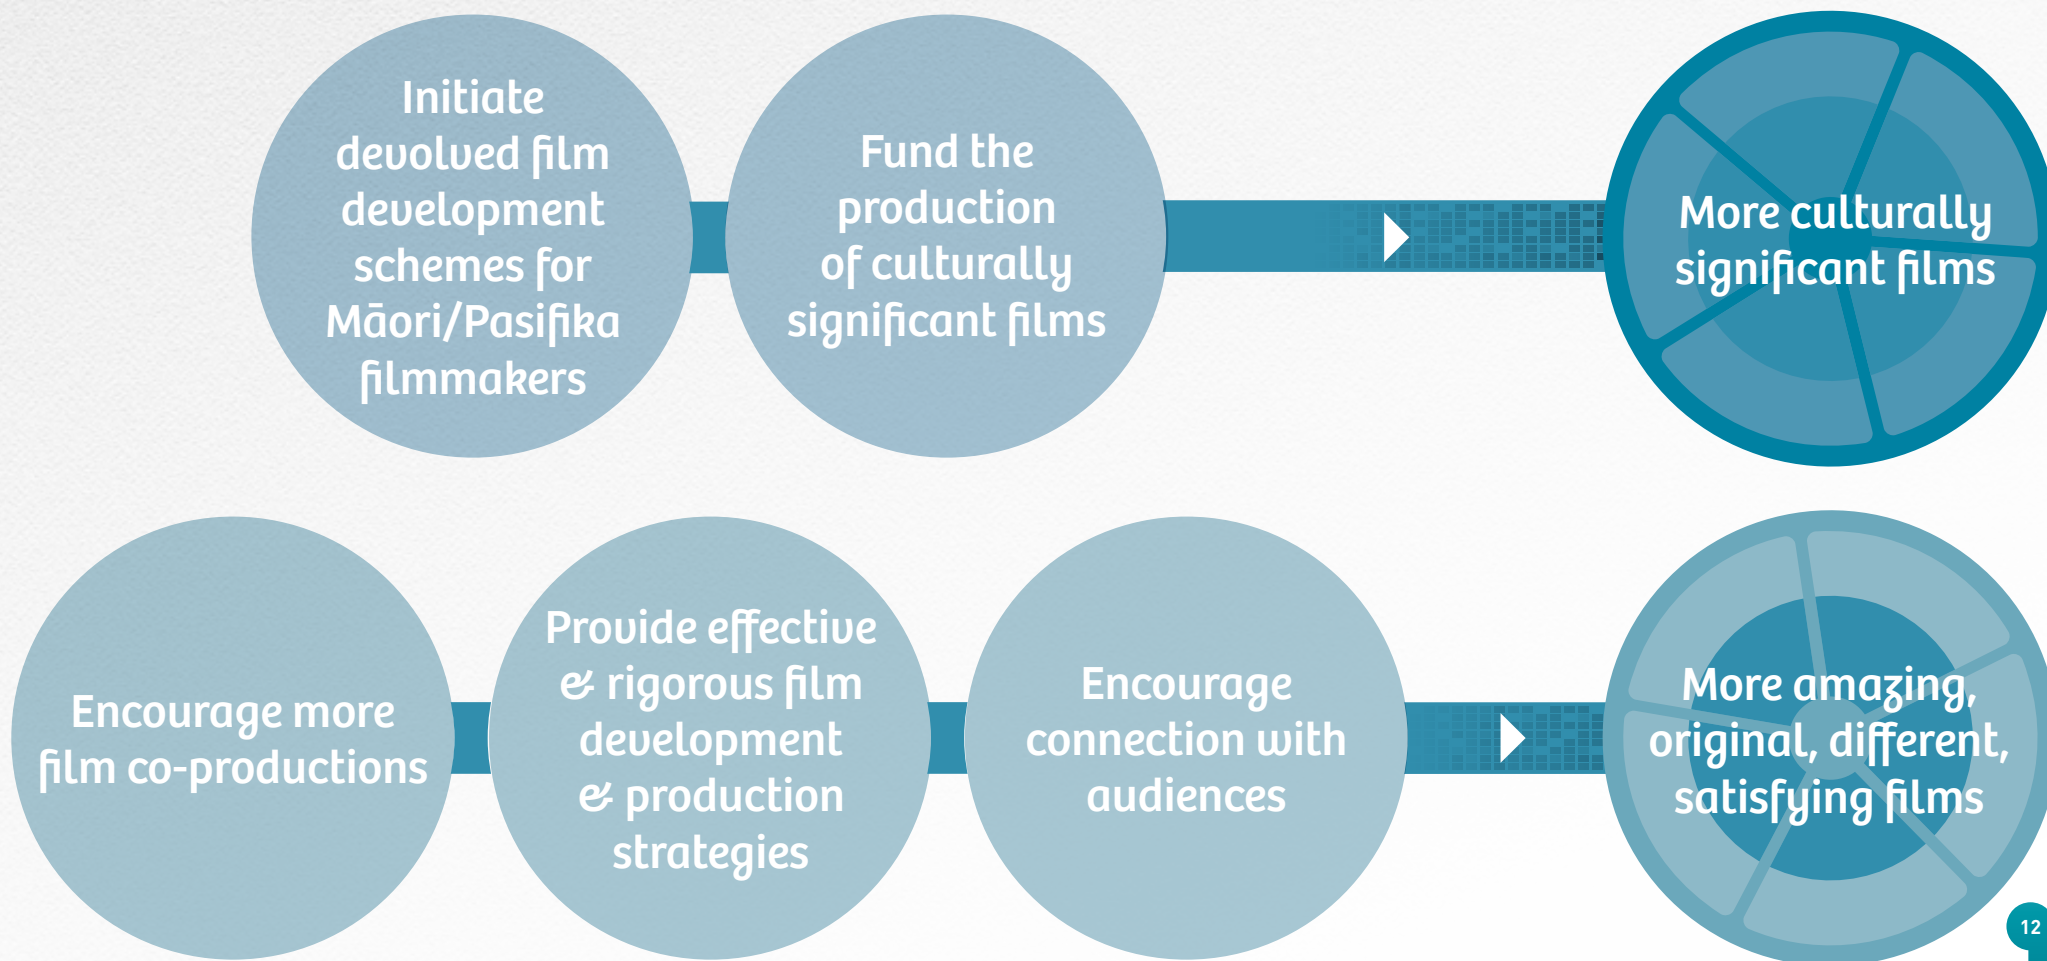 Initiate
devolved film
development
schemes for
Māori/Pasifika
filmmakers
Fund the
production
of culturally
significant films
More culturally
significant films
Encourage more
film co-productions
Provide effective
& rigorous film
development
& production
strategies
Encourage
connection with
audiences
More amazing,
original, different,
satisfying films
12